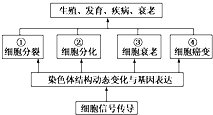 生殖、发育、疾病、衰老
① ② ③ ④
细胞分裂 细胞分化 细胞衰老 细胞癌变
染色体结构动态变化与基因表达
细胞信号传导